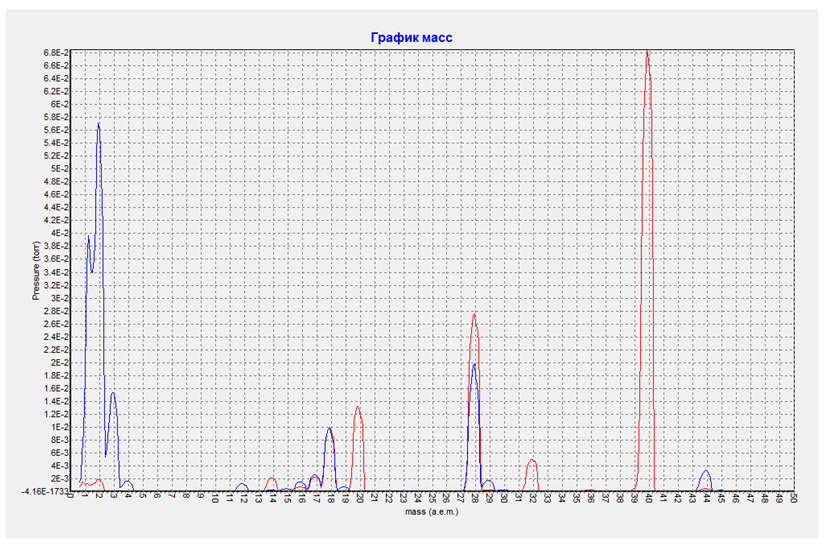 График масс
6.8E-2
6.6E-2
6.4E-2
6.2E-2
6E-2
5.8E-2
5.6E-2
5.4E-2
5.2E-2
5E-2
4.8E-2
4.6E-2
4.4E-2
4.2E-2
4E-2
3.8E-2
3.6E-2
3.4E-2
3.2E-2
3E-2
2.8E-2
2.6E-2
2.4E-2
2.2E-2
2E-2
1.8E-2
1.6E-2
1.4E-2
1.2E-2
1E-2
8E-3
6E-3
4E-3
2E-3
-4.16E-1733
Pressure (torr)
1 2 3 4 5 6 7 8 9 10 11 12 13 14 15 16 17 18 19 20 21 22 23 24 25 26 27 28 29 30 31 32 33 34 35 36 37 38 39 40 41 42 43 44 45 46 47 48 49 50
mass (a.e.m.)